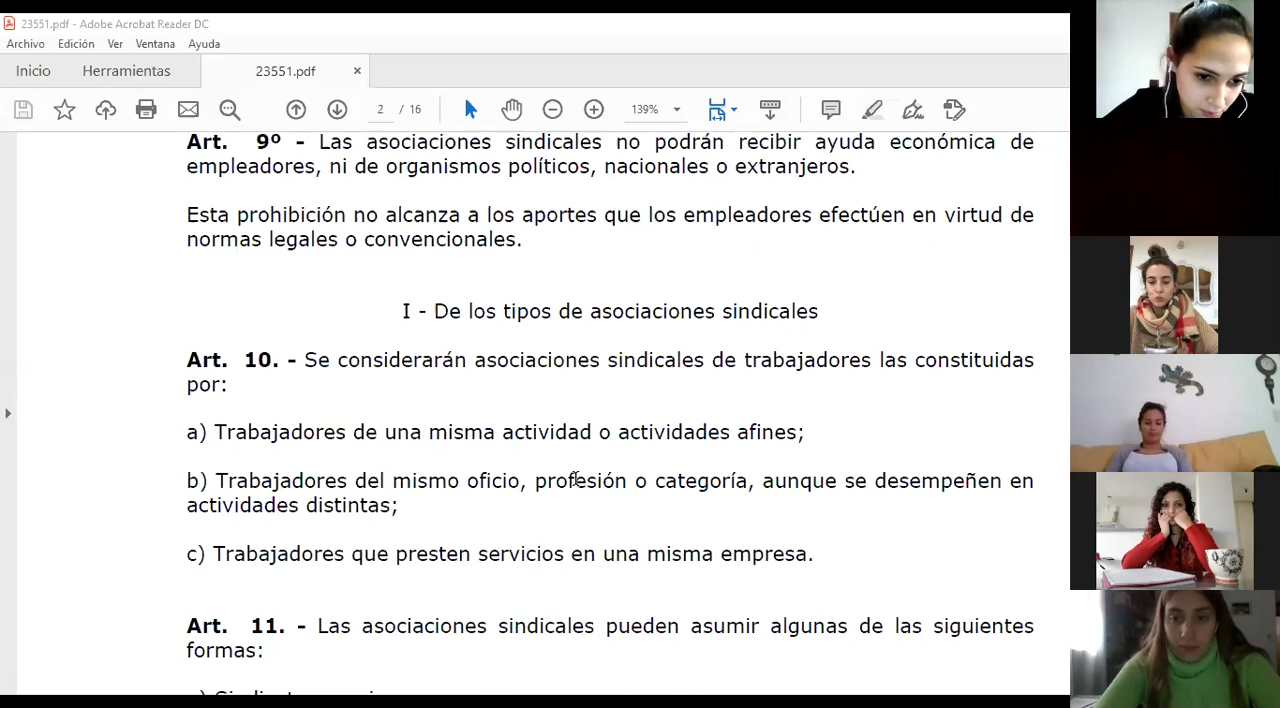 23551.pdf - Adobe Acrobat Reader DC
Archivo Edición Ver Ventana Ayuda
Inicio Herramientas 23551.pdf ×
2 / 16 139%
Art. 9º - Las asociaciones sindicales no podrán recibir ayuda económica de
empleadores, ni de organismos políticos, nacionales o extranjeros.
Esta prohibición no alcanza a los aportes que los empleadores efectúen en virtud de
normas legales o convencionales.
I - De los tipos de asociaciones sindicales
Art. 10. - Se considerarán asociaciones sindicales de trabajadores las constituidas
por:
a) Trabajadores de una misma actividad o actividades afines;
b) Trabajadores del mismo oficio, profesión o categoría, aunque se desempeñen en
actividades distintas;
c) Trabajadores que presten servicios en una misma empresa.
Art. 11. - Las asociaciones sindicales pueden asumir algunas de las siguientes
formas: